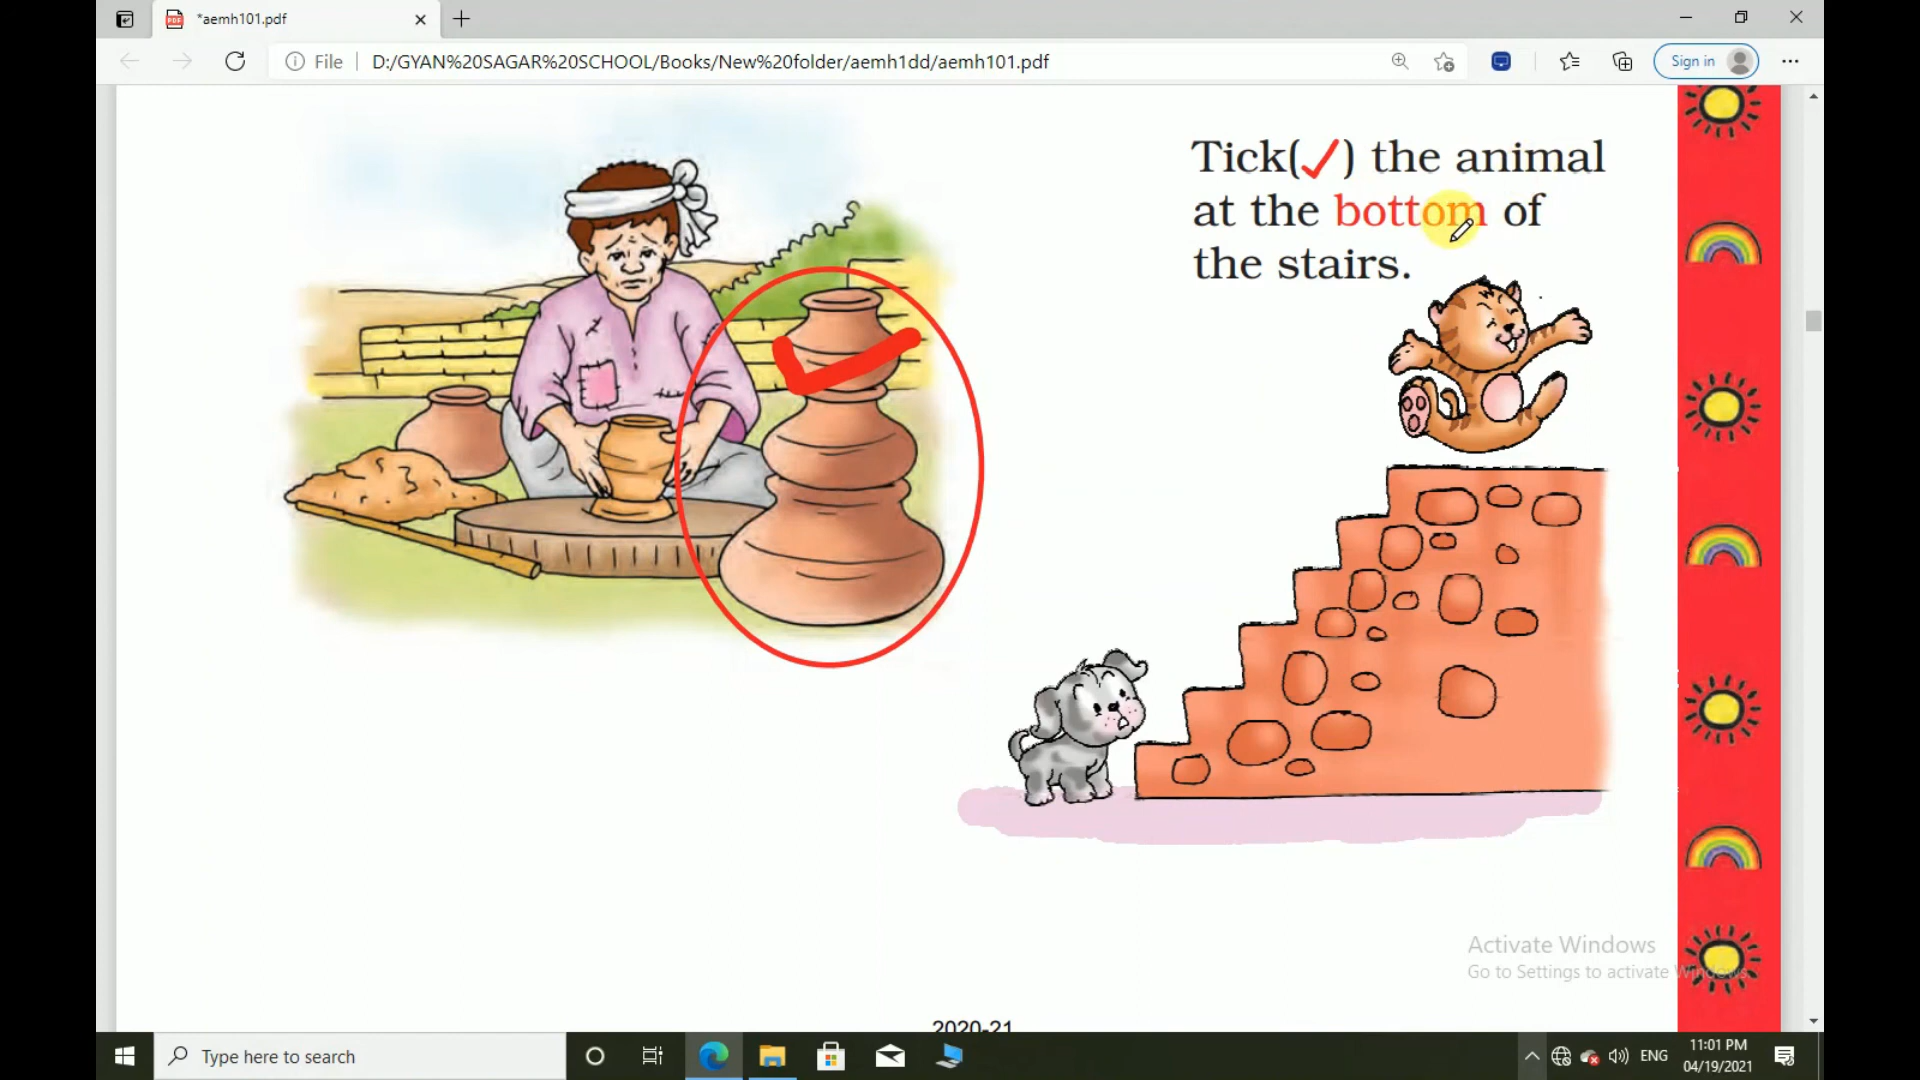 *aemh101.pdf
File
D:/GYAN%20SAGAR%20SCHOOL/Books/New%20folder/aemh1dd/aemh101.pdf
Sign in
Tick(✓) the animal
at the bottom of
the stairs.
Activate Windows
Go to Settings to activate Windows.
2020-21
Type here to search
ENG
11:01 PM
04/19/2021